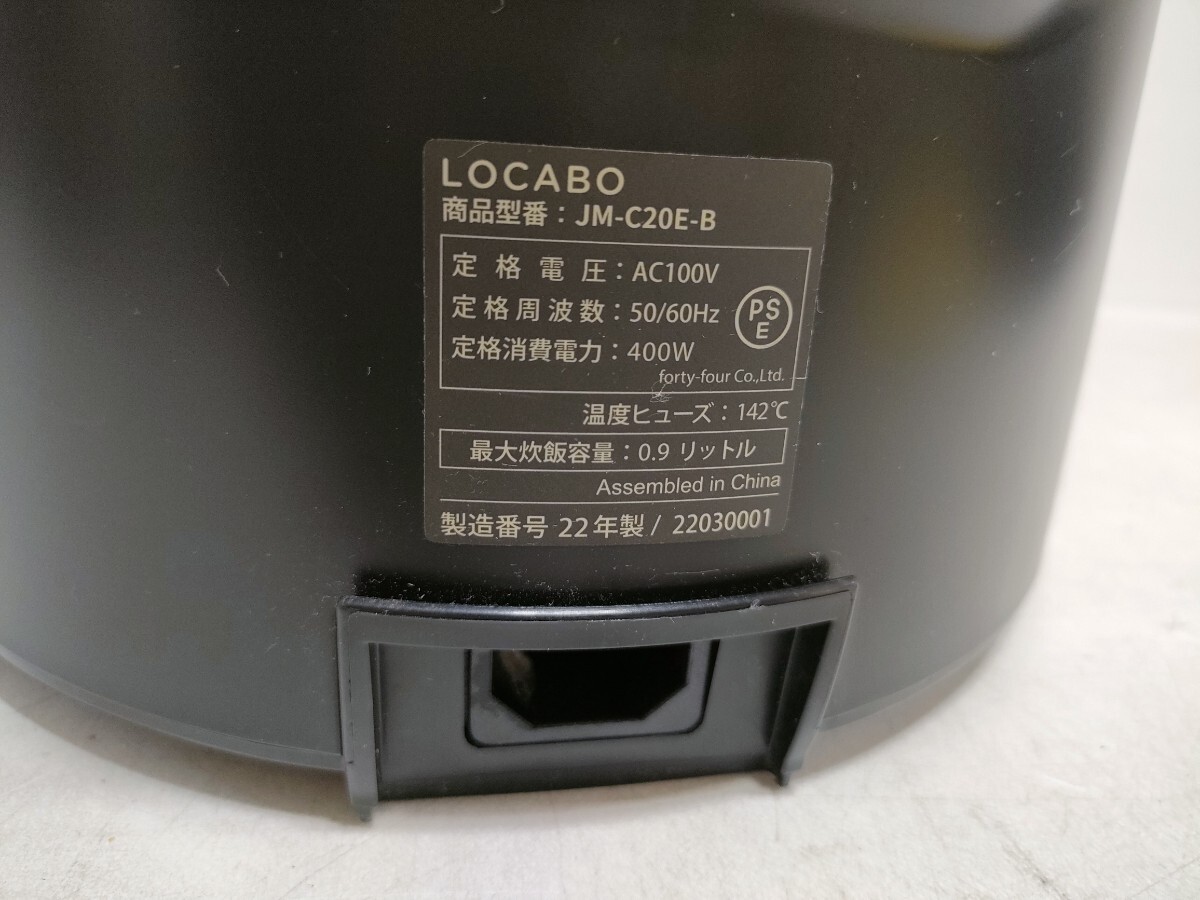 LOCABO
商品型番：JM-C20E-B
定格電圧：AC100V
定格周波数：50/60Hz
定格消費電力：400W
PS
E
forty-four Co.,Ltd.
温度ヒューズ：142℃
最大炊飯容量：0.9 リットル
Assembled in China
製造番号 22年製 / 22030001